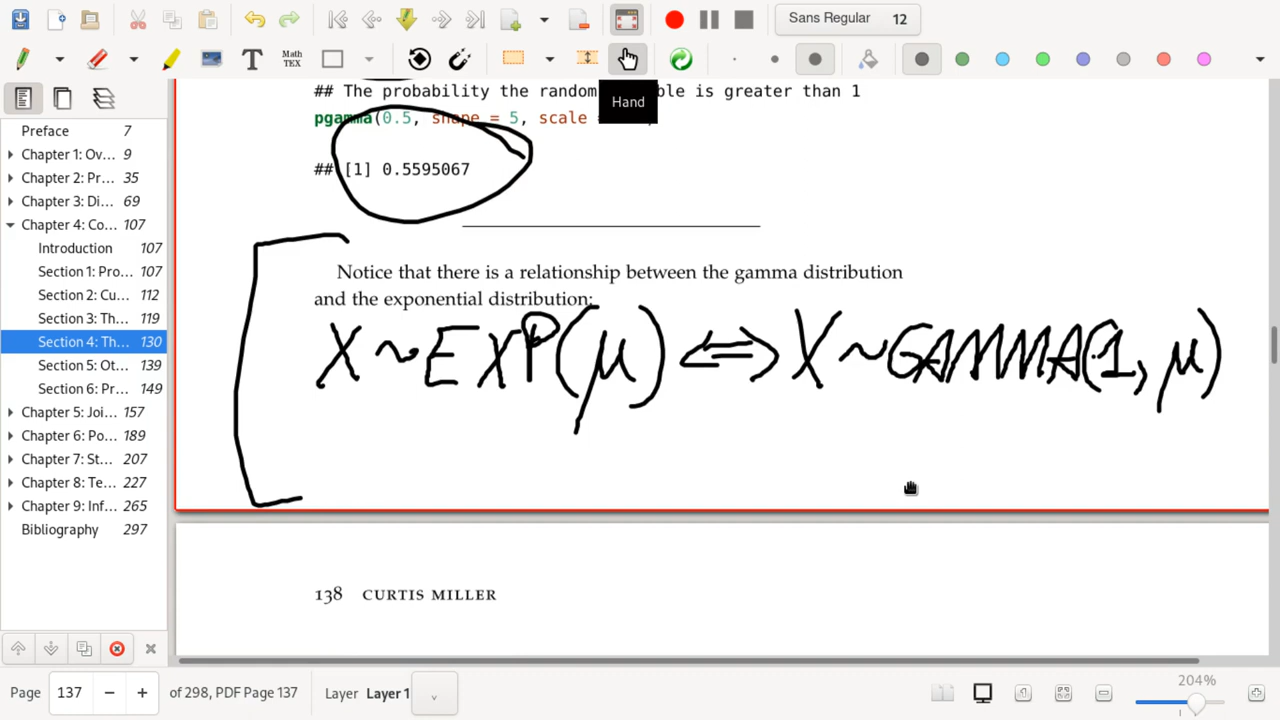 Sans Regular 12
Math
TEX
Hand
Preface 7
Chapter 1: Ov... 9
Chapter 2: Pr... 35
Chapter 3: Di... 69
Chapter 4: Co... 107
Introduction 107
Section 1: Pro... 107
Section 2: Cu... 112
Section 3: Th... 119
Section 4: Th... 130
Section 5: Ot... 139
Section 6: Pr... 149
Chapter 5: Joi... 157
Chapter 6: Po... 189
Chapter 7: St... 207
Chapter 8: Te... 227
Chapter 9: Inf... 265
Bibliography 297
## The probability the random ble is greater than 1
pgamma(0.5, shape = 5, scale
## [1] 0.5595067
Notice that there is a relationship between the gamma distribution
and the exponential distribution:
X~EXP(μ) ⇔ X~GAMMA(1, μ)
138 CURTIS MILLER
Page 137 − + of 298, PDF Page 137 Layer Layer 1 204%